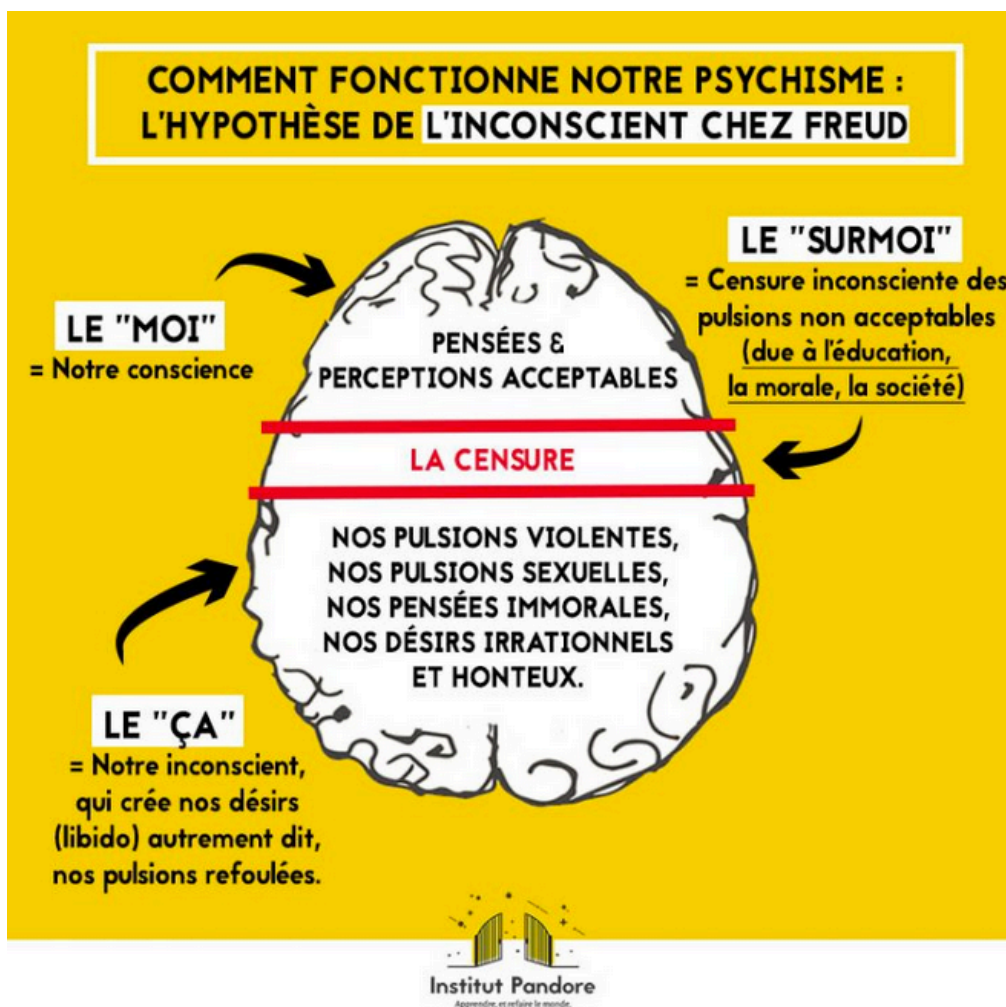 COMMENT FONCTIONNE NOTRE PSYCHISME :
L'HYPOTHÈSE DE L'INCONSCIENT CHEZ FREUD
LE "MOI"
= Notre conscience
LE "SURMOI"
= Censure inconsciente des
pulsions non acceptables
(due à l'éducation,
la morale, la société)
PENSÉES &
PERCEPTIONS ACCEPTABLES
LA CENSURE
NOS PULSIONS VIOLENTES,
NOS PULSIONS SEXUELLES,
NOS PENSÉES IMMORALES,
NOS DÉSIRS IRRATIONNELS
ET HONTEUX.
LE "ÇA"
= Notre inconscient,
qui crée nos désirs
(libido) autrement dit,
nos pulsions refoulées.
Institut Pandore
Apprendre, et refaire le monde.